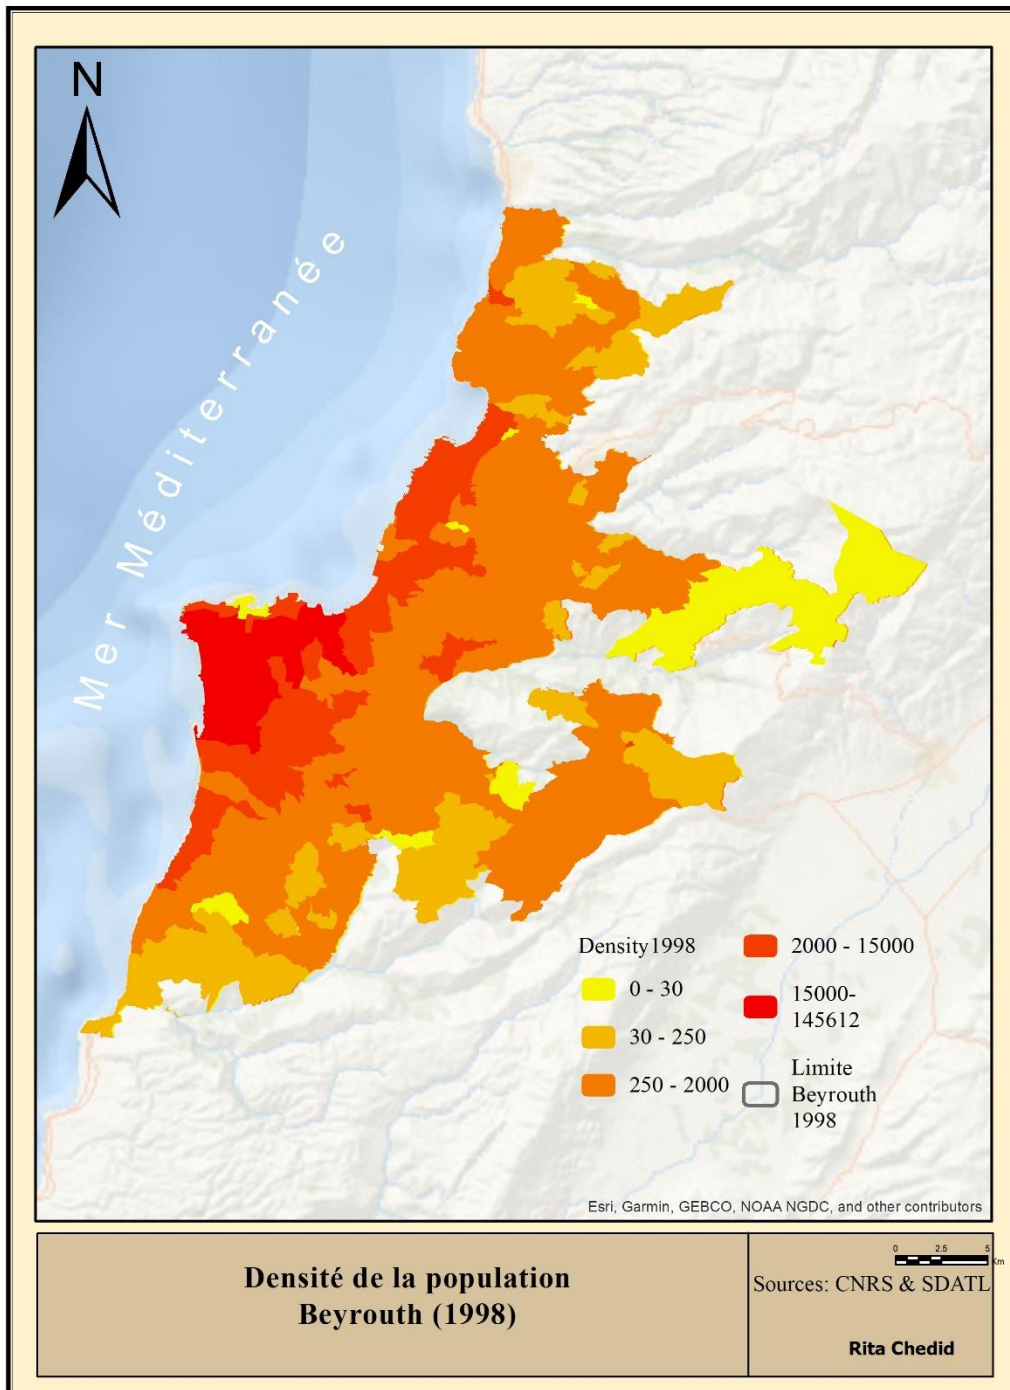 N
Mer Méditerranée
Density1998
0 - 30
30 - 250
250 - 2000
2000 - 15000
15000-
145612
Limite
Beyrouth
1998
Esri, Garmin, GEBCO, NOAA NGDC, and other contributors
Densité de la population
Beyrouth (1998)
0 2.5 5
Km
Sources: CNRS & SDATL
Rita Chedid